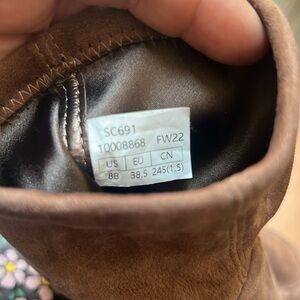 SC691
10008868 FW22
US EU CN
8B 38.5 245(1.5)